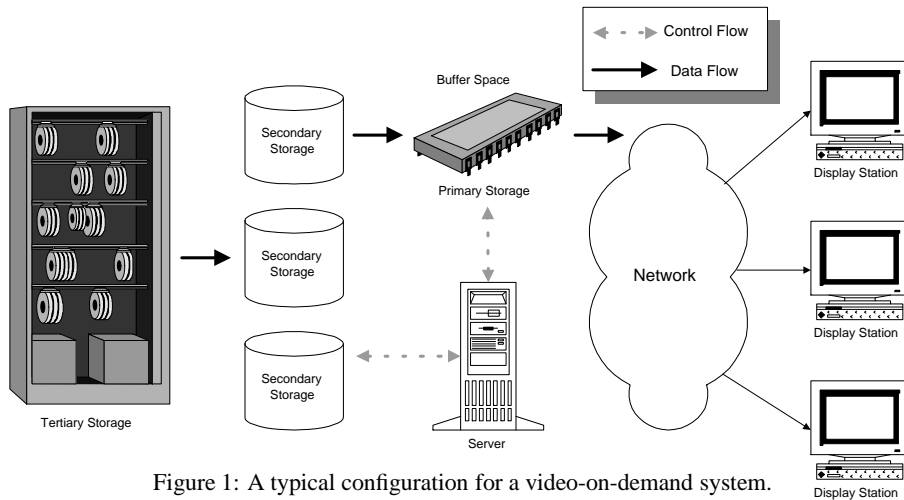 Control Flow
Data Flow
Buffer Space
Secondary
Storage
Primary Storage
Display Station
Secondary
Storage
Network
Display Station
Secondary
Storage
Tertiary Storage
Server
Display Station
Figure 1: A typical configuration for a video-on-demand system.